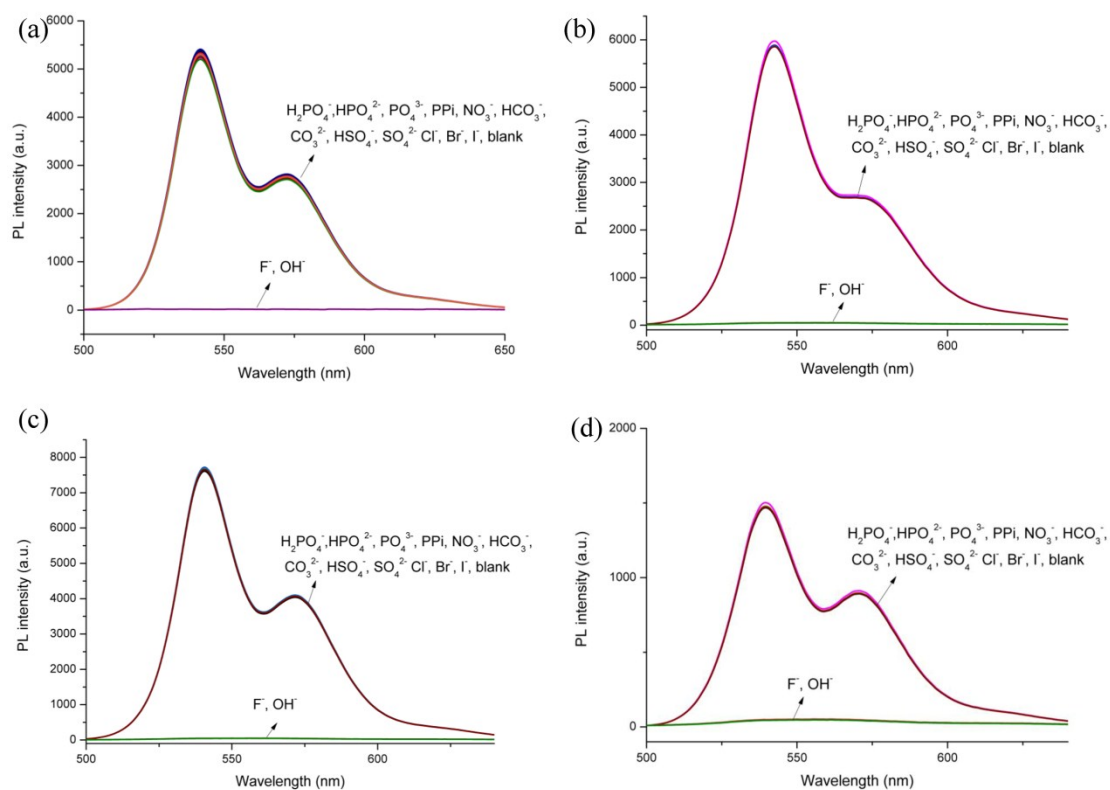 (a)
6000
5000
4000
3000
2000
1000
0
PL intensity (a.u.)
H₂PO₄⁻,HPO₄²⁻, PO₄³⁻, PPi, NO₃⁻, HCO₃⁻,
CO₃²⁻, HSO₄⁻, SO₄²⁻ Cl⁻, Br⁻, I⁻, blank
F⁻, OH⁻
500 550 600 650
Wavelength (nm)
(b)
6000
5000
4000
3000
2000
1000
0
PL intensity (a.u.)
H₂PO₄⁻,HPO₄²⁻, PO₄³⁻, PPi, NO₃⁻, HCO₃⁻,
CO₃²⁻, HSO₄⁻, SO₄²⁻ Cl⁻, Br⁻, I⁻, blank
F⁻, OH⁻
500 550 600
Wavelength (nm)
(c)
8000
7000
6000
5000
4000
3000
2000
1000
0
PL intensity (a.u.)
H₂PO₄⁻,HPO₄²⁻, PO₄³⁻, PPi, NO₃⁻, HCO₃⁻,
CO₃²⁻, HSO₄⁻, SO₄²⁻ Cl⁻, Br⁻, I⁻, blank
F⁻, OH⁻
500 550 600
Wavelength (nm)
(d)
2000
1000
0
PL intensity (a.u.)
H₂PO₄⁻,HPO₄²⁻, PO₄³⁻, PPi, NO₃⁻, HCO₃⁻,
CO₃²⁻, HSO₄⁻, SO₄²⁻ Cl⁻, Br⁻, I⁻, blank
F⁻, OH⁻
500 550 600
Wavelength (nm)